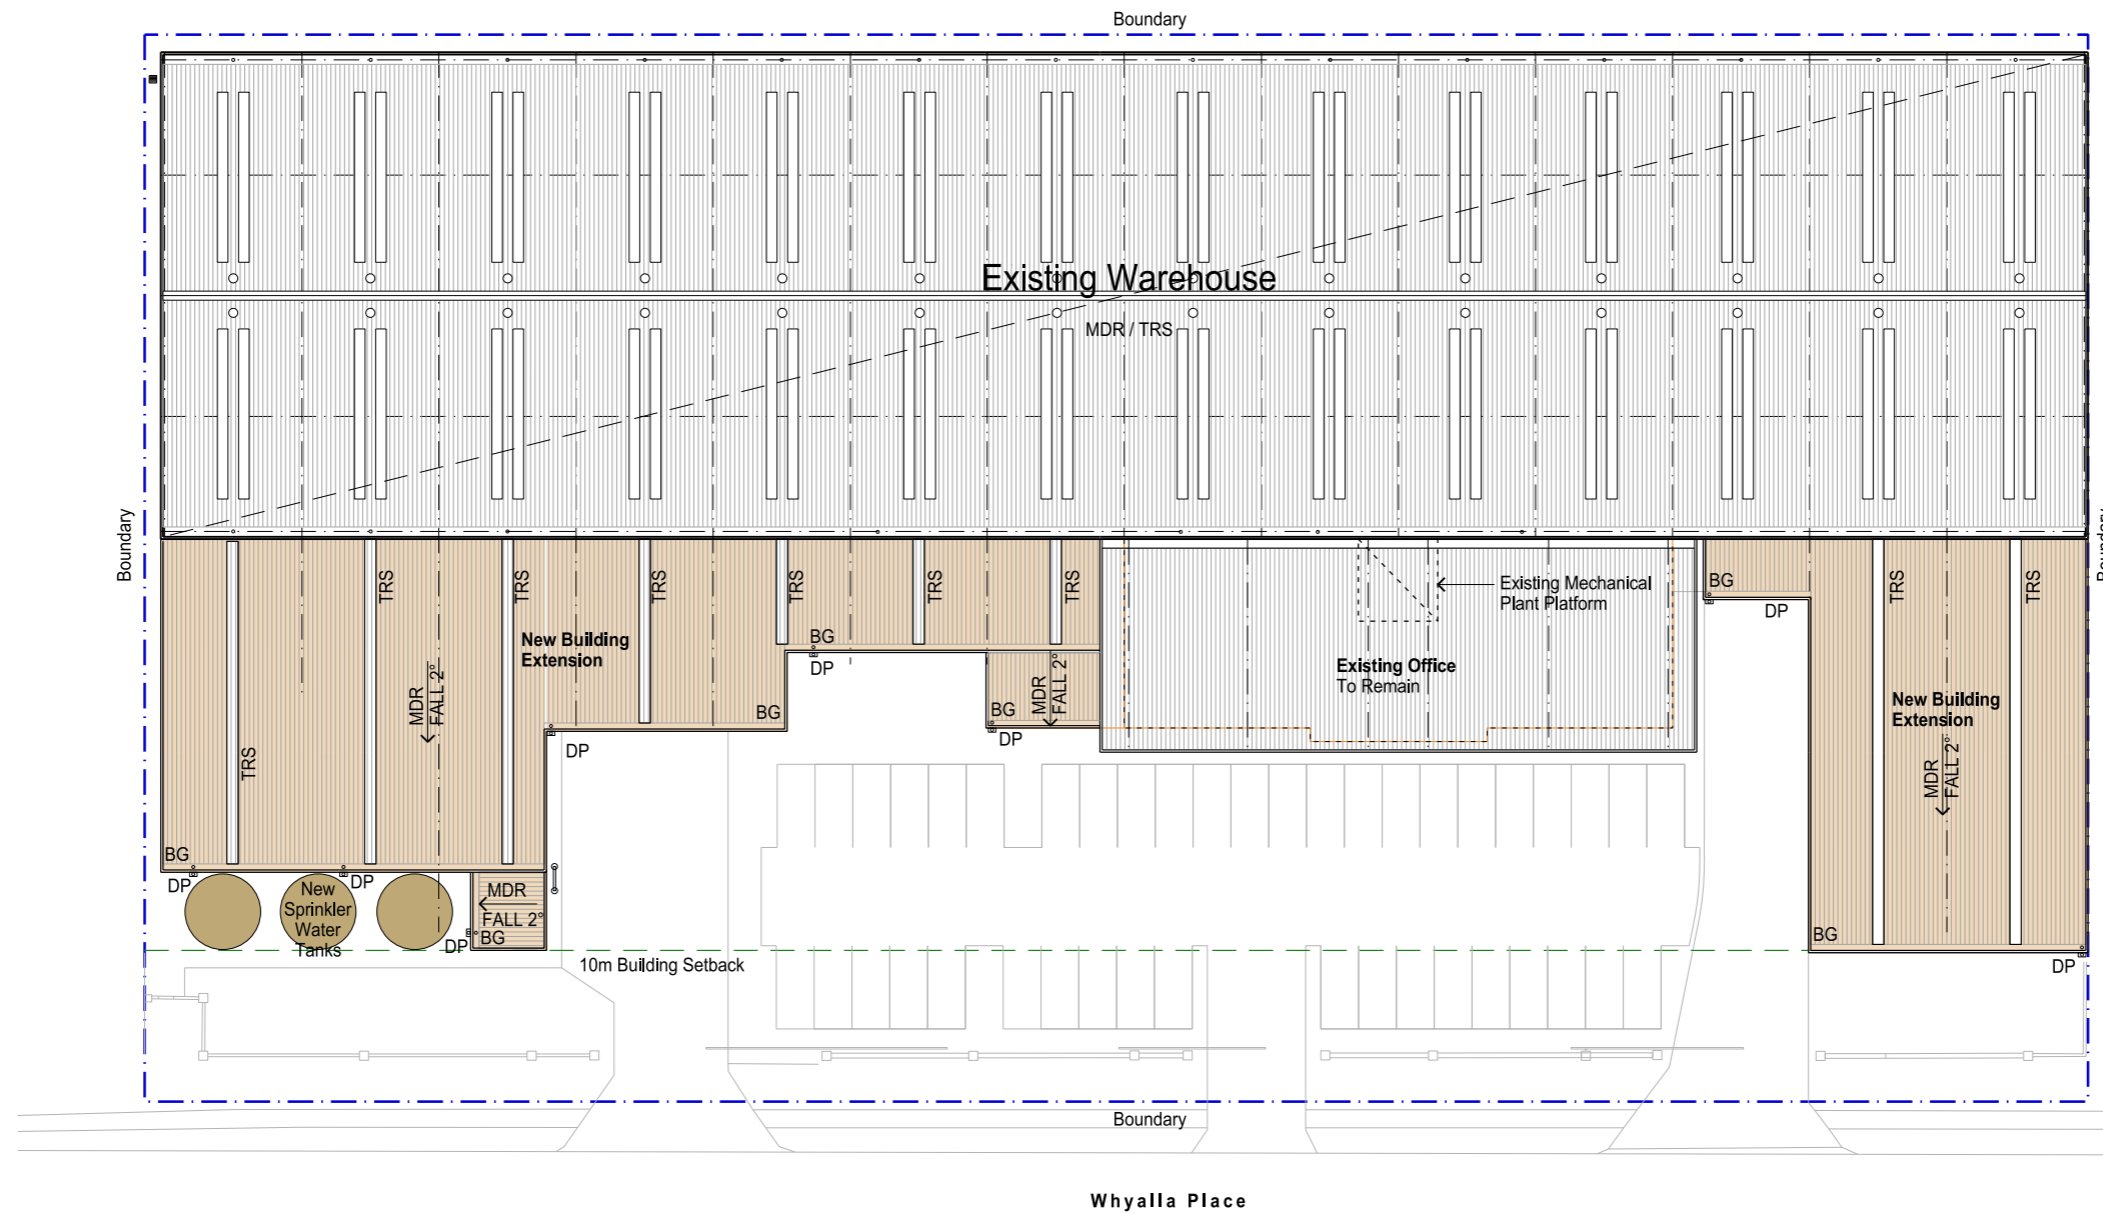 Boundary
Existing Warehouse
MDR / TRS
Boundary
Boundary
TRS
TRS
TRS
TRS
TRS
TRS
TRS
TRS
TRS
TRS
BG
DP
Existing Mechanical
Plant Platform
New Building
Extension
BG
DP
Existing Office
To Remain
MDR
FALL 2°
MDR
FALL 2°
BG
BG
DP
DP
New Building
Extension
MDR
FALL 2°
BG
DP
DP
New
Sprinkler
Water
Tanks
MDR
FALL 2°
BG
DP
BG
DP
10m Building Setback
Boundary
Whyalla Place